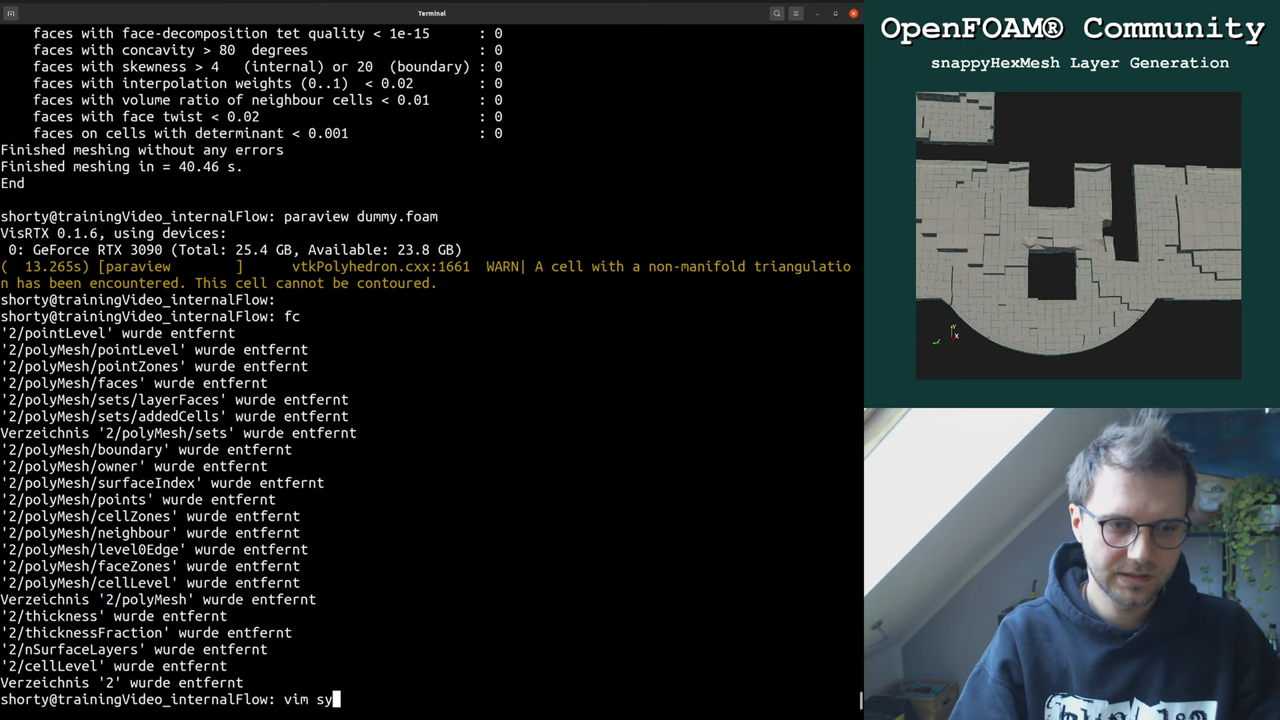 Terminal
faces with face-decomposition tet quality < 1e-15 : 0
faces with concavity > 80 degrees : 0
faces with skewness > 4 (internal) or 20 (boundary) : 0
faces with interpolation weights (0..1) < 0.02 : 0
faces with volume ratio of neighbour cells < 0.01 : 0
faces with face twist < 0.02 : 0
faces on cells with determinant < 0.001 : 0
Finished meshing without any errors
Finished meshing in = 40.46 s.
End
shorty@trainingVideo_internalFlow: paraview dummy.foam
VisRTX 0.1.6, using devices:
0: GeForce RTX 3090 (Total: 25.4 GB, Available: 23.8 GB)
( 13.265s) [paraview ] vtkPolyhedron.cxx:1661 WARN| A cell with a non-manifold triangulatio
n has been encountered. This cell cannot be contoured.
shorty@trainingVideo_internalFlow:
shorty@trainingVideo_internalFlow: fc
'2/pointLevel' wurde entfernt
'2/polyMesh/pointLevel' wurde entfernt
'2/polyMesh/pointZones' wurde entfernt
'2/polyMesh/faces' wurde entfernt
'2/polyMesh/sets/layerFaces' wurde entfernt
'2/polyMesh/sets/addedCells' wurde entfernt
Verzeichnis '2/polyMesh/sets' wurde entfernt
'2/polyMesh/boundary' wurde entfernt
'2/polyMesh/owner' wurde entfernt
'2/polyMesh/surfaceIndex' wurde entfernt
'2/polyMesh/points' wurde entfernt
'2/polyMesh/cellZones' wurde entfernt
'2/polyMesh/neighbour' wurde entfernt
'2/polyMesh/level0Edge' wurde entfernt
'2/polyMesh/faceZones' wurde entfernt
'2/polyMesh/cellLevel' wurde entfernt
Verzeichnis '2/polyMesh' wurde entfernt
'2/thickness' wurde entfernt
'2/thicknessFraction' wurde entfernt
'2/nSurfaceLayers' wurde entfernt
'2/cellLevel' wurde entfernt
Verzeichnis '2' wurde entfernt
shorty@trainingVideo_internalFlow: vim sy
OpenFOAM® Community
snappyHexMesh Layer Generation
Y
X